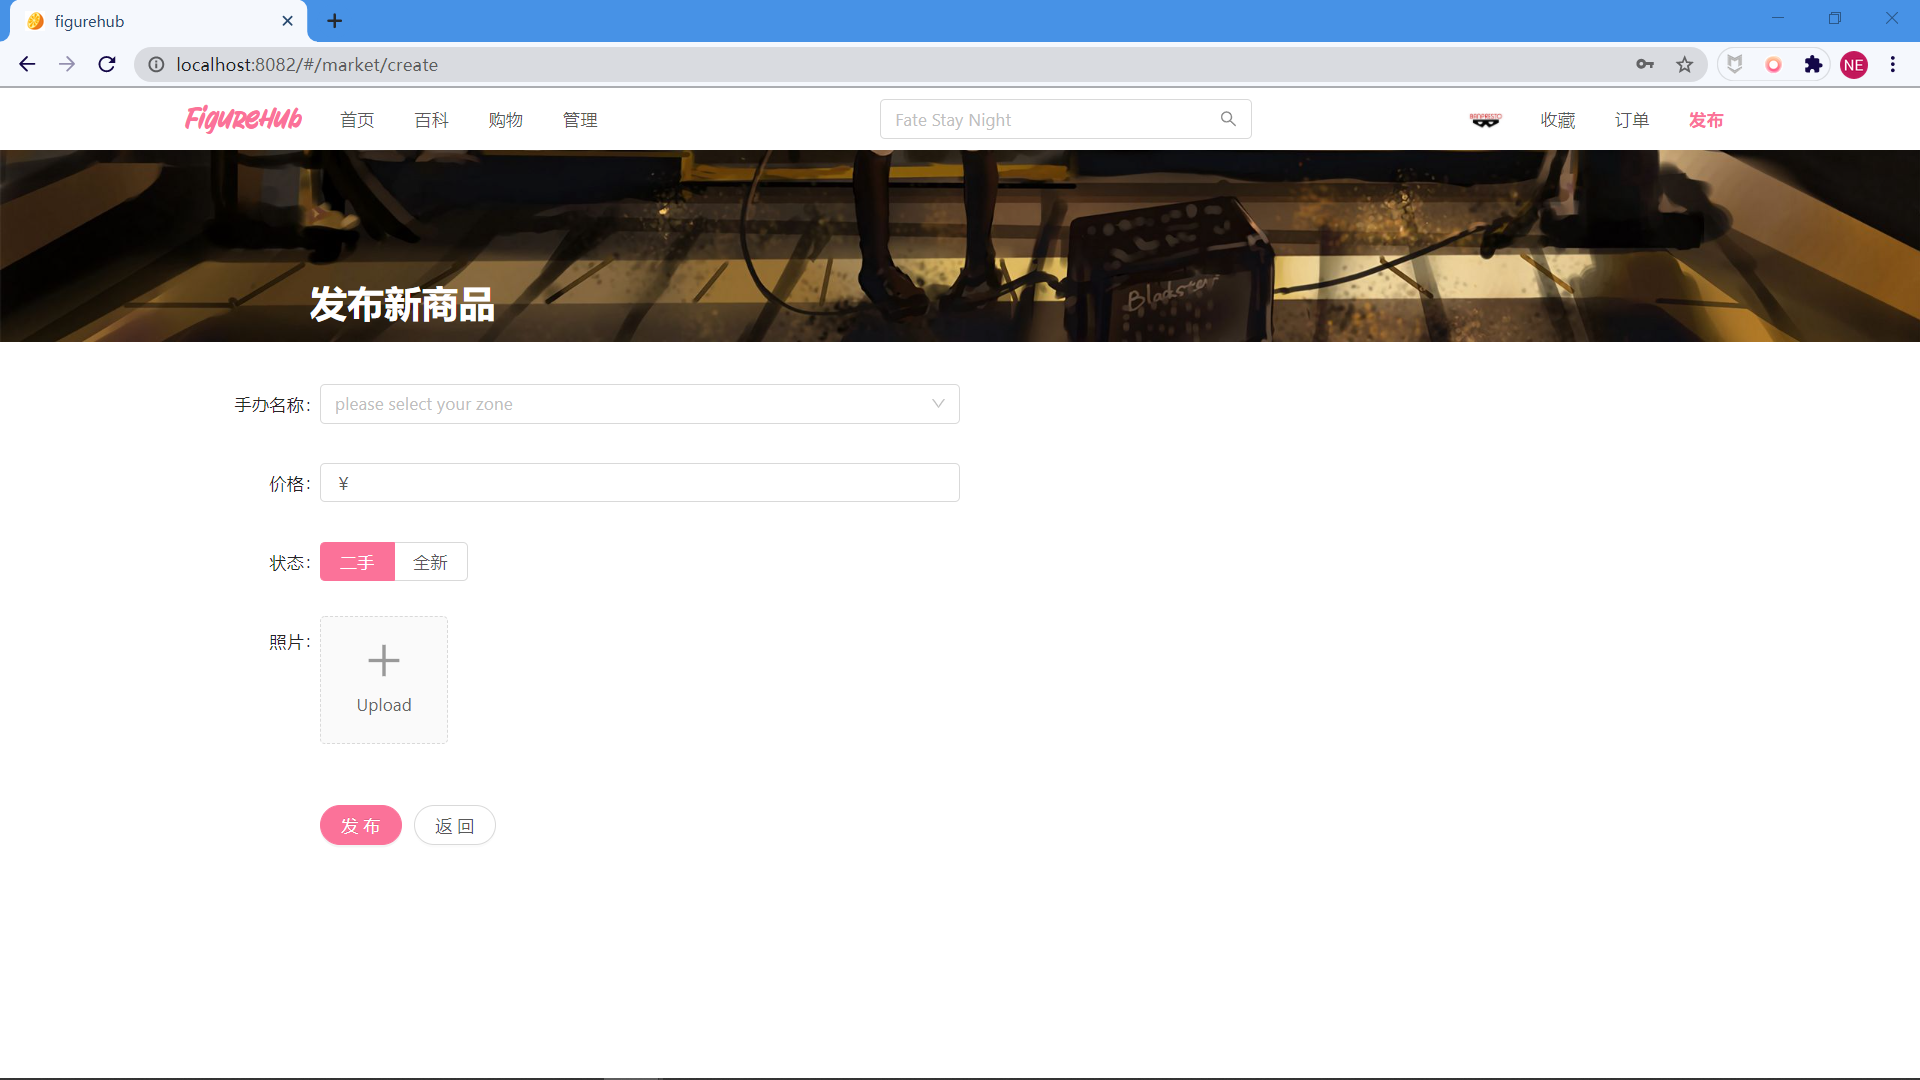 figurehub
localhost:8082/#/market/create
NE
FigureHub
首页
百科
购物
管理
Fate Stay Night
BANPRESTO
收藏
订单
发布
Bladster
发布新商品
手办名称:
please select your zone
价格:
¥
状态:
二手
全新
照片:
Upload
发 布
返 回